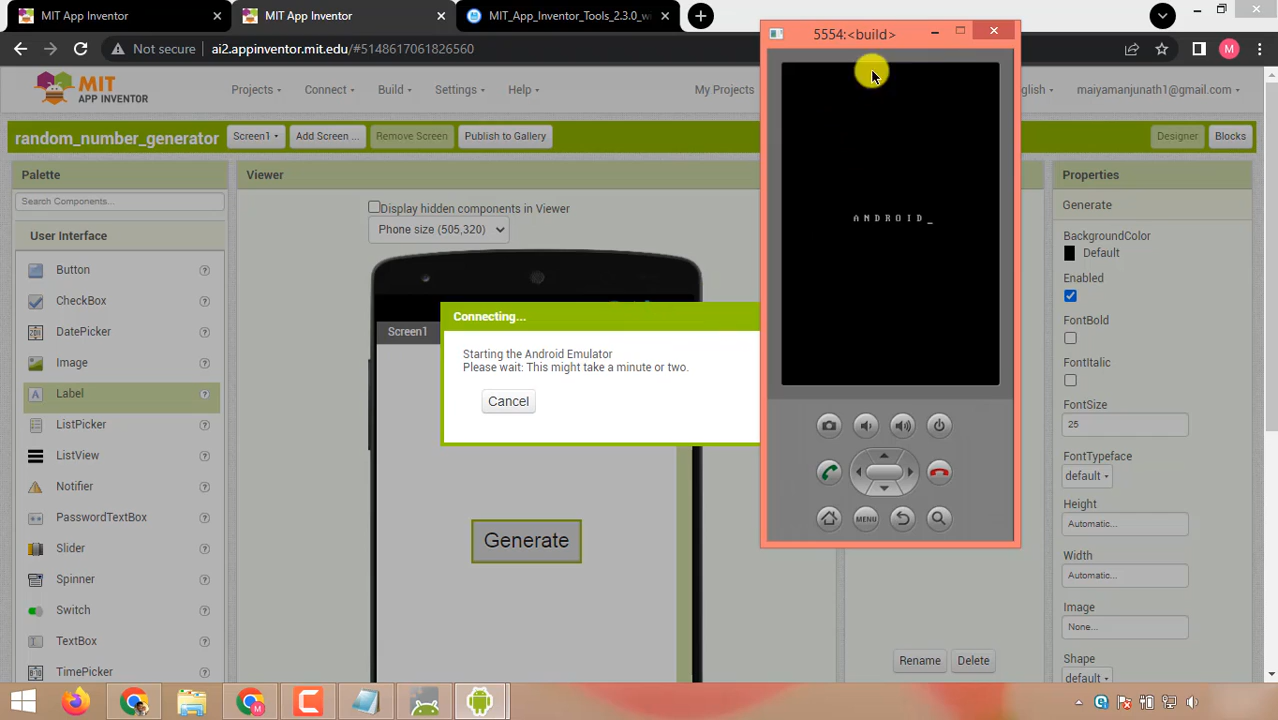 MIT App Inventor
MIT App Inventor
MIT_App_Inventor_Tools_2.3.0_w
Not secure
ai2.appinventor.mit.edu/#5148617061826560
M
5554:<build>
MIT
APP INVENTOR
Projects
Connect
Build
Settings
Help
My Projects
glish
maiyamanjunath1@gmail.com
random_number_generator
Screen1
Add Screen ...
Remove Screen
Publish to Gallery
Designer
Blocks
Palette
Viewer
Properties
Search Components...
Generate
User Interface
Button
CheckBox
DatePicker
Image
Label
ListPicker
ListView
Notifier
PasswordTextBox
Slider
Spinner
Switch
TextBox
TimePicker
Display hidden components in Viewer
Phone size (505,320)
Screen1
Connecting...
Starting the Android Emulator
Please wait: This might take a minute or two.
Cancel
Generate
ANDROID_
MENU
Rename
Delete
BackgroundColor
Default
Enabled
FontBold
FontItalic
FontSize
25
FontTypeface
default
Height
Automatic...
Width
Automatic...
Image
None...
Shape
default